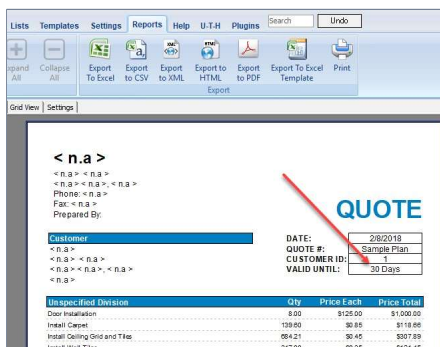 Lists Templates Settings Reports Help U-T-H Plugins Search Undo
Expand All
Collapse All
Export To Excel
Export to CSV
Export to XML
Export to HTML
Export to PDF
Export To Excel Template
Print
Export
Grid View Settings
< n.a >
< n.a > < n.a >
< n.a > < n.a >, < n.a >
Phone: < n.a >
Fax: < n.a >
Prepared By:
QUOTE
Customer
< n.a >
< n.a > < n.a >
< n.a > < n.a >, < n.a >
< n.a >
DATE: 2/8/2018
QUOTE #: Sample Plan
CUSTOMER ID: 1
VALID UNTIL: 30 Days
Unspecified Division Qty Price Each Price Total
Door Installation 8.00 $125.00 $1,000.00
Install Carpet 139.60 $0.85 $118.66
Install Ceiling Grid and Tiles 684.21 $0.45 $307.89